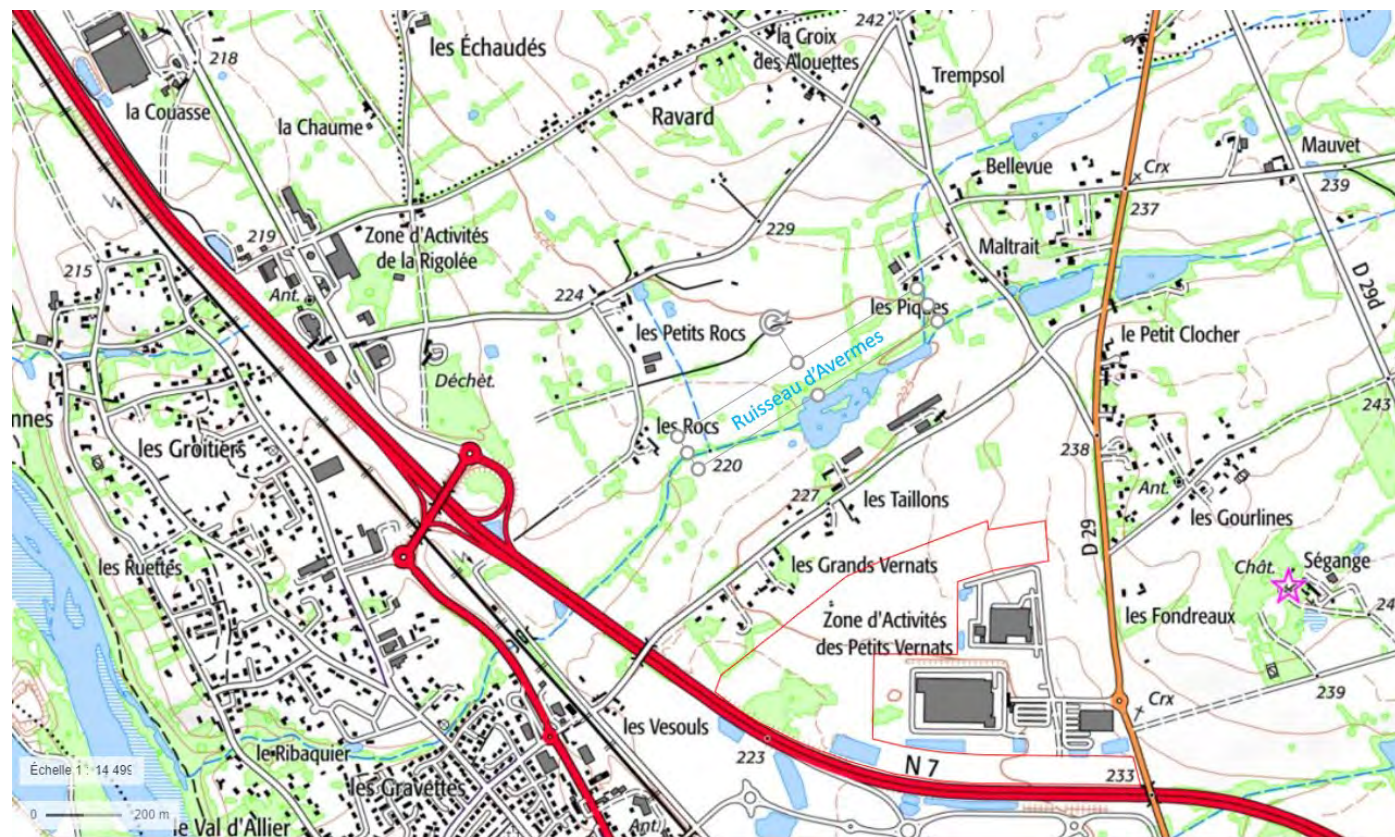 242
la Croix
des Alouettes
les Échaudés
218
Trempsol
la Couasse
la Chaume
Ravard
Bellevue
Crx
Mauvet
239
237
229
219
Zone d'Activités
de la Rigolée
Maltrait
215
Ant.
224
les Piques
D 29d
les Petits Rocs
le Petit Clocher
Ruisseau d'Avermes
225
Déchèt.
243
nnes
les Groitiers
les Rocs
220
238
Ant.
227
les Taillons
les Gourlines
D 29
les Ruettes
les Grands Vernats
Chât.
Ségange
Zone d'Activités
des Petits Vernats
les Fondreaux
24
239
Crx
les Vesouls
223
le Ribaquier
N 7
233
Échelle 1 : 14 499
les Gravettes
0 200 m
le Val d'Allier
Ant.